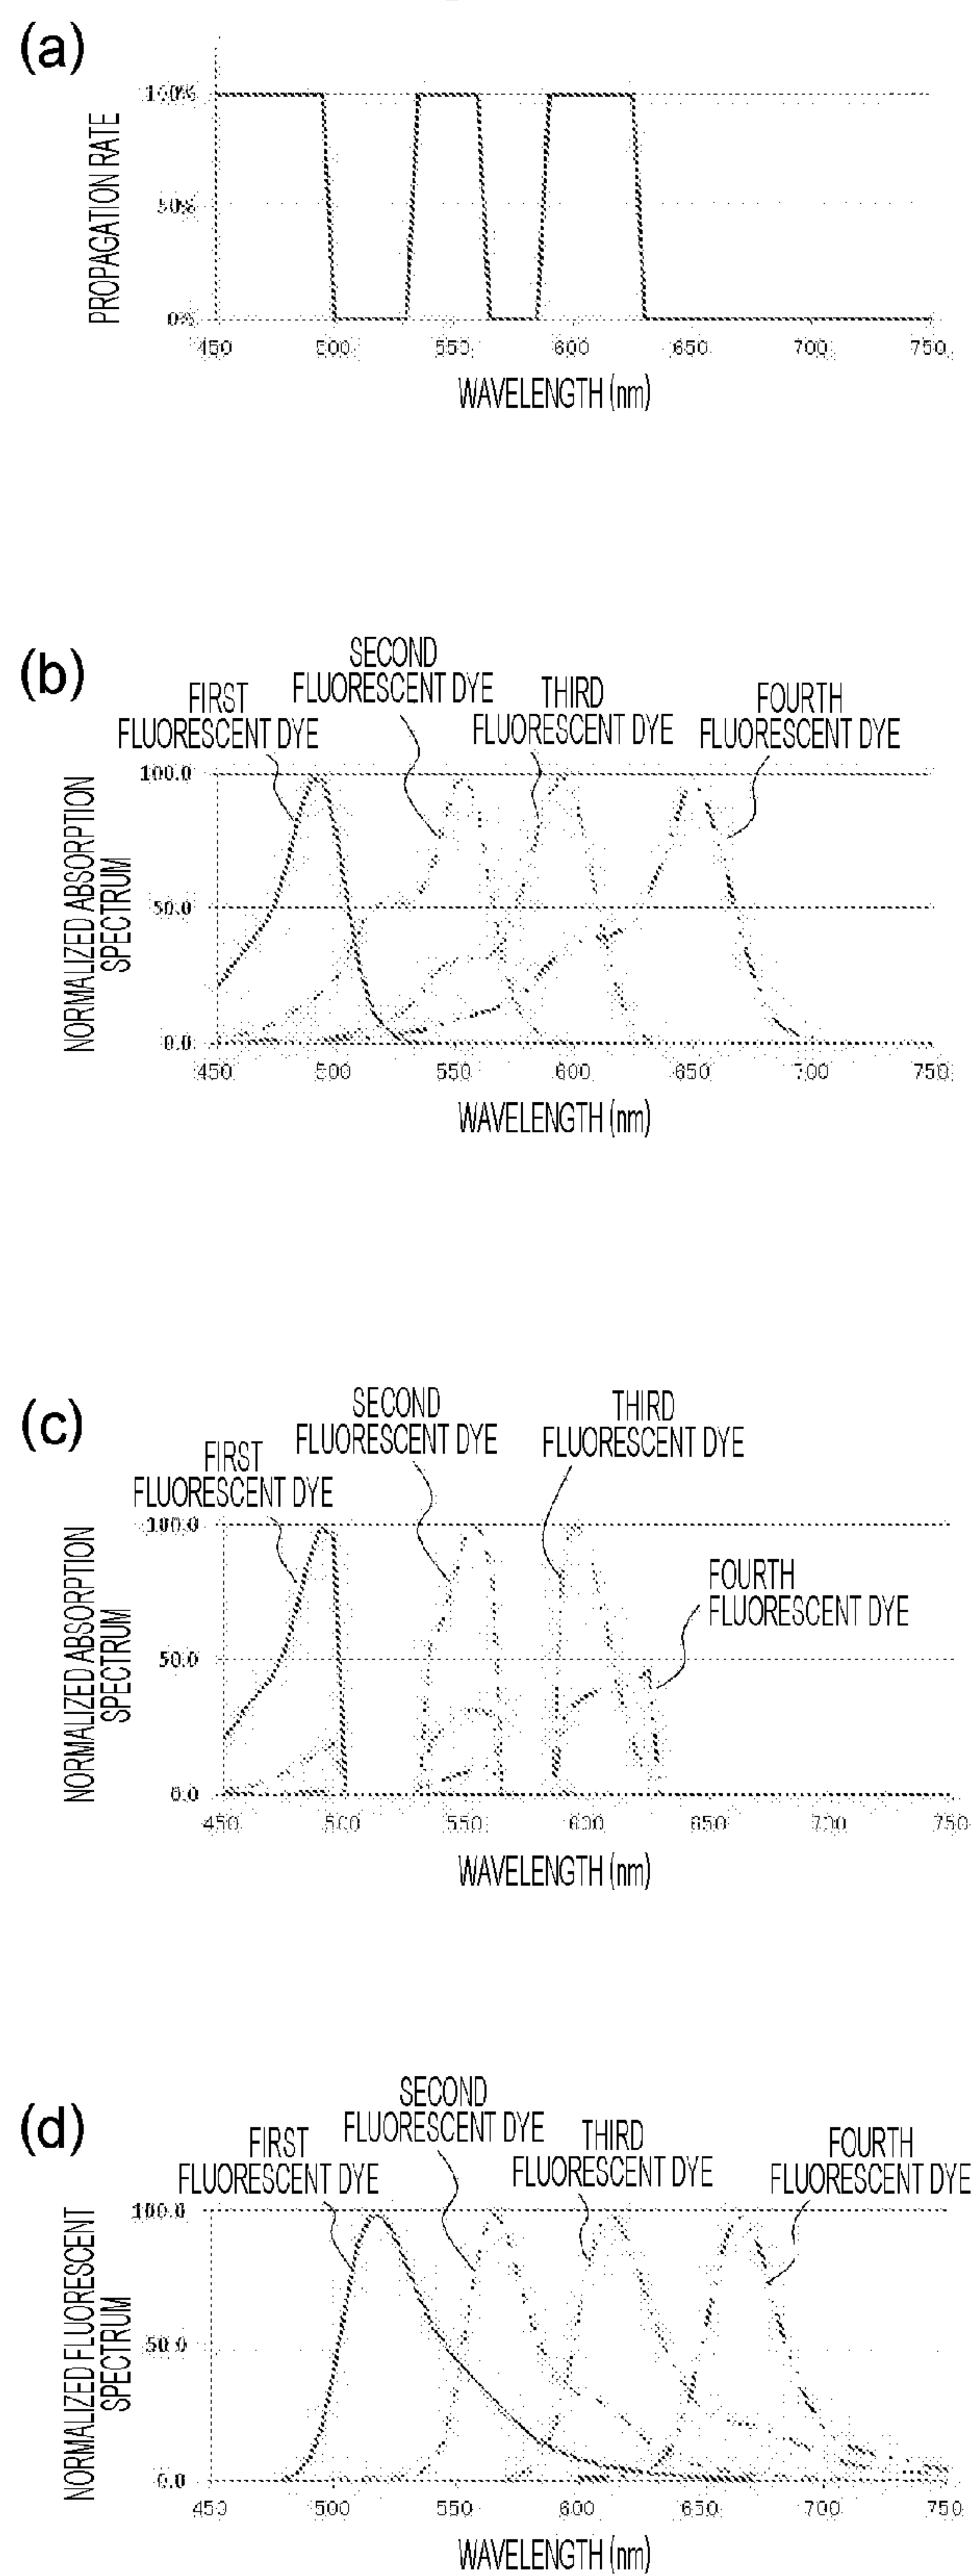 (a)
PROPAGATION RATE
100%
50%
0%
450 500 550 600 650 700 750
WAVELENGTH (nm)
(b)
FIRST
FLUORESCENT DYE
SECOND
FLUORESCENT DYE
THIRD
FLUORESCENT DYE
FOURTH
FLUORESCENT DYE
NORMALIZED ABSORPTION
SPECTRUM
100.0
50.0
0.0
450 500 550 600 650 700 750
WAVELENGTH (nm)
(c)
FIRST
FLUORESCENT DYE
SECOND
FLUORESCENT DYE
THIRD
FLUORESCENT DYE
FOURTH
FLUORESCENT DYE
NORMALIZED ABSORPTION
SPECTRUM
100.0
50.0
0.0
450 500 550 600 650 700 750
WAVELENGTH (nm)
(d)
FIRST
FLUORESCENT DYE
SECOND
FLUORESCENT DYE
THIRD
FLUORESCENT DYE
FOURTH
FLUORESCENT DYE
NORMALIZED FLUORESCENT
SPECTRUM
100.0
50.0
0.0
450 500 550 600 650 700 750
WAVELENGTH (nm)